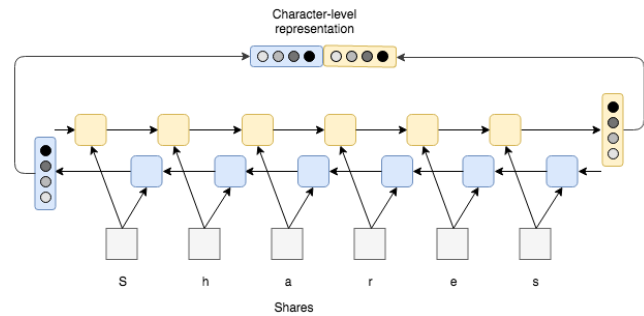 Character-level
representation
S h a r e s
Shares